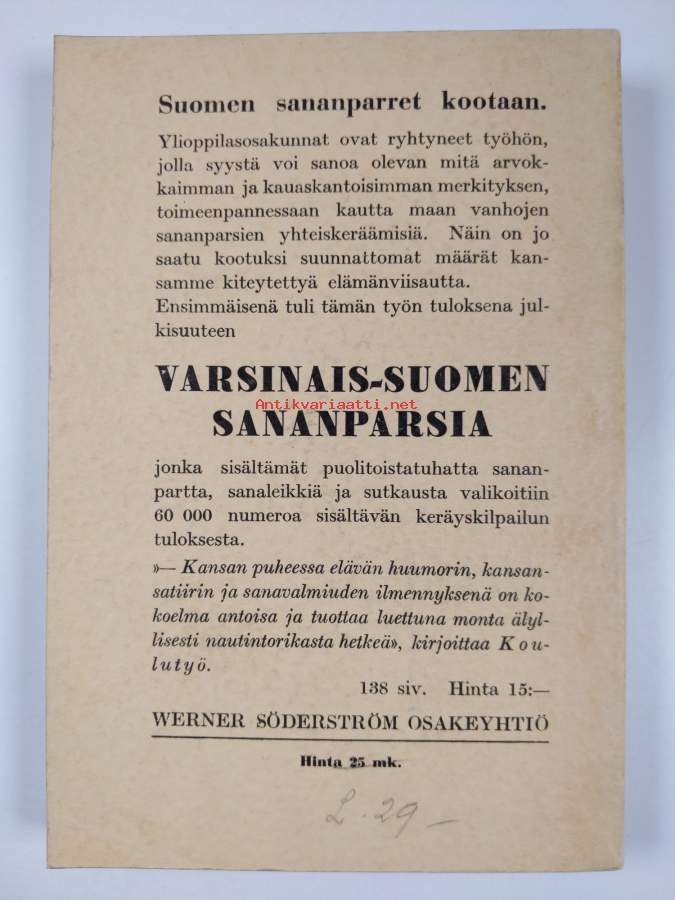 Suomen sananparret kootaan.
Ylioppilasosakunnat ovat ryhtyneet työhön,
jolla syystä voi sanoa olevan mitä arvok-
kaimman ja kauaskantoisimman merkityksen,
toimeenpannessaan kautta maan vanhojen
sananparsien yhteiskeräämisiä. Näin on jo
saatu kootuksi suunnattomat määrät kan-
samme kiteytettyä elämänviisautta.
Ensimmäisenä tuli tämän työn tuloksena jul-
kisuuteen
VARSINAIS-SUOMEN
Antikvariaatti.net
SANANPARSIA
jonka sisältämät puolitoistatuhatta sanan-
partta, sanaleikkiä ja sutkausta valikoitiin
60 000 numeroa sisältävän keräyskilpailun
tuloksesta.
»— Kansan puheessa elävän huumorin, kansan-
satiirin ja sanavalmiuden ilmennyksenä on ko-
koelma antoisa ja tuottaa luettuna monta älyl-
lisesti nautintorikasta hetkeä», kirjoittaa Kou-
lutyö.
138 siv. Hinta 15:—
WERNER SÖDERSTRÖM OSAKEYHTIÖ
Hinta 25 mk.
L. 29 –